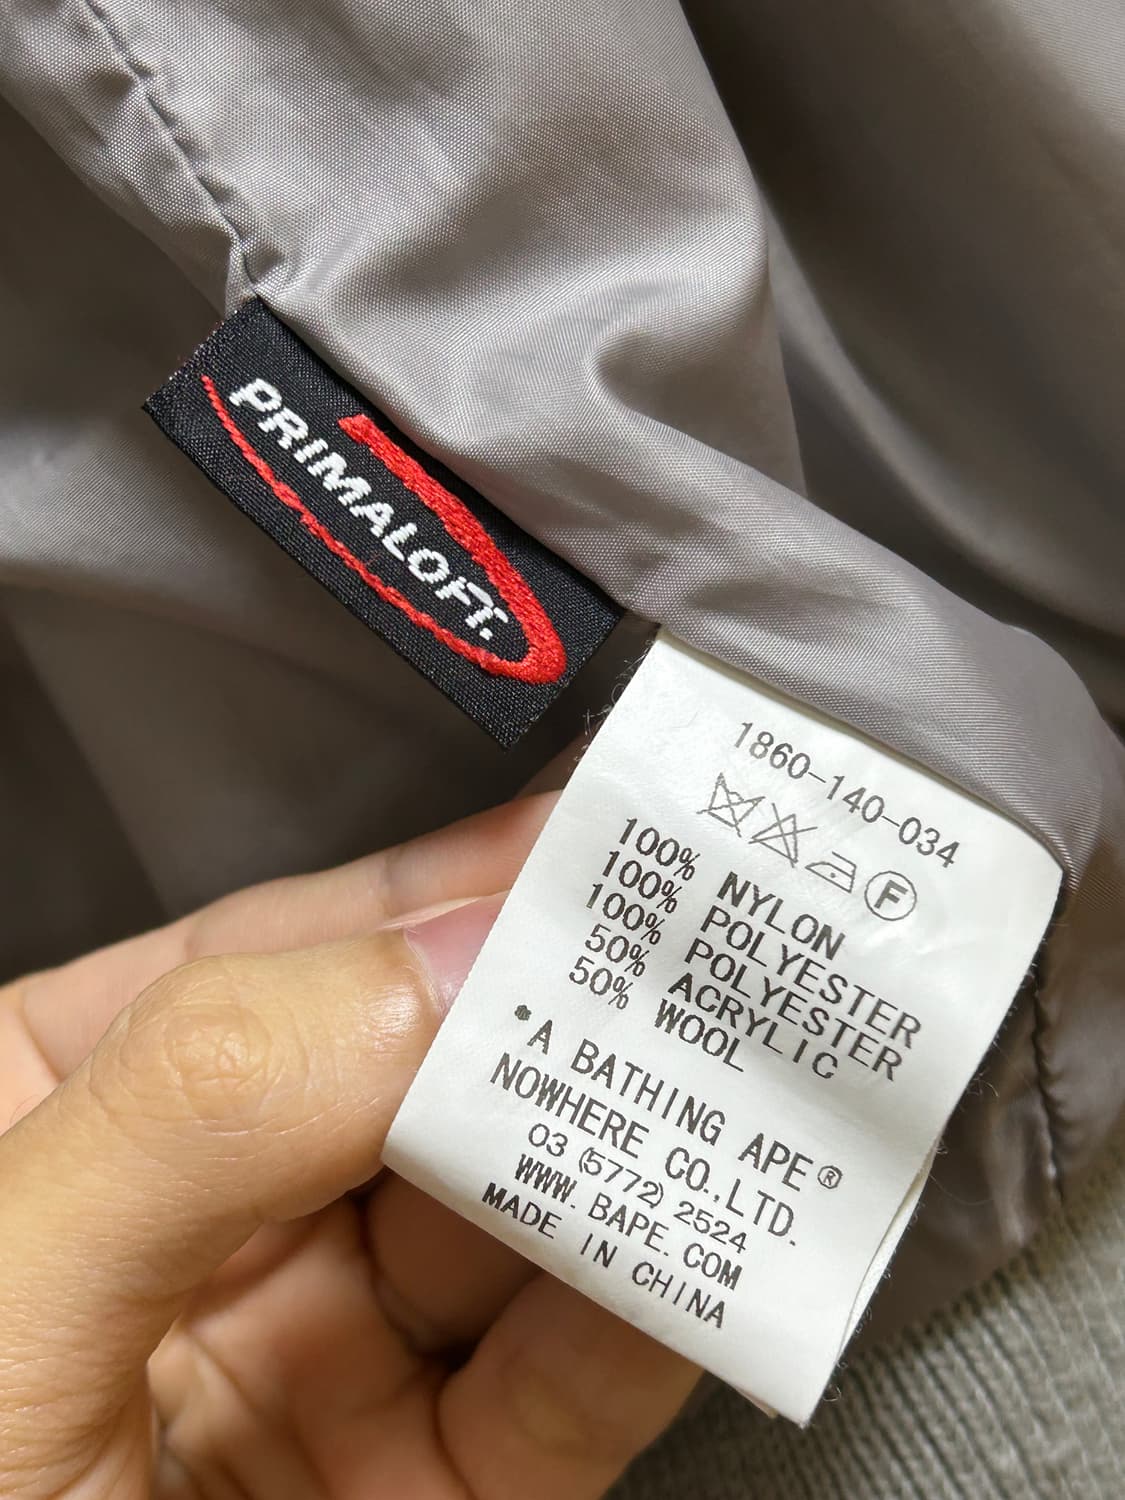 PRIMALOFT.
1860-140-034
F
100% NYLON
100% POLYESTER
100% POLYESTER
50% ACRYLIC
50% WOOL
*A BATHING APE®
NOWHERE CO.,LTD.
03 (5772) 2524
WWW.BAPE.COM
MADE IN CHINA